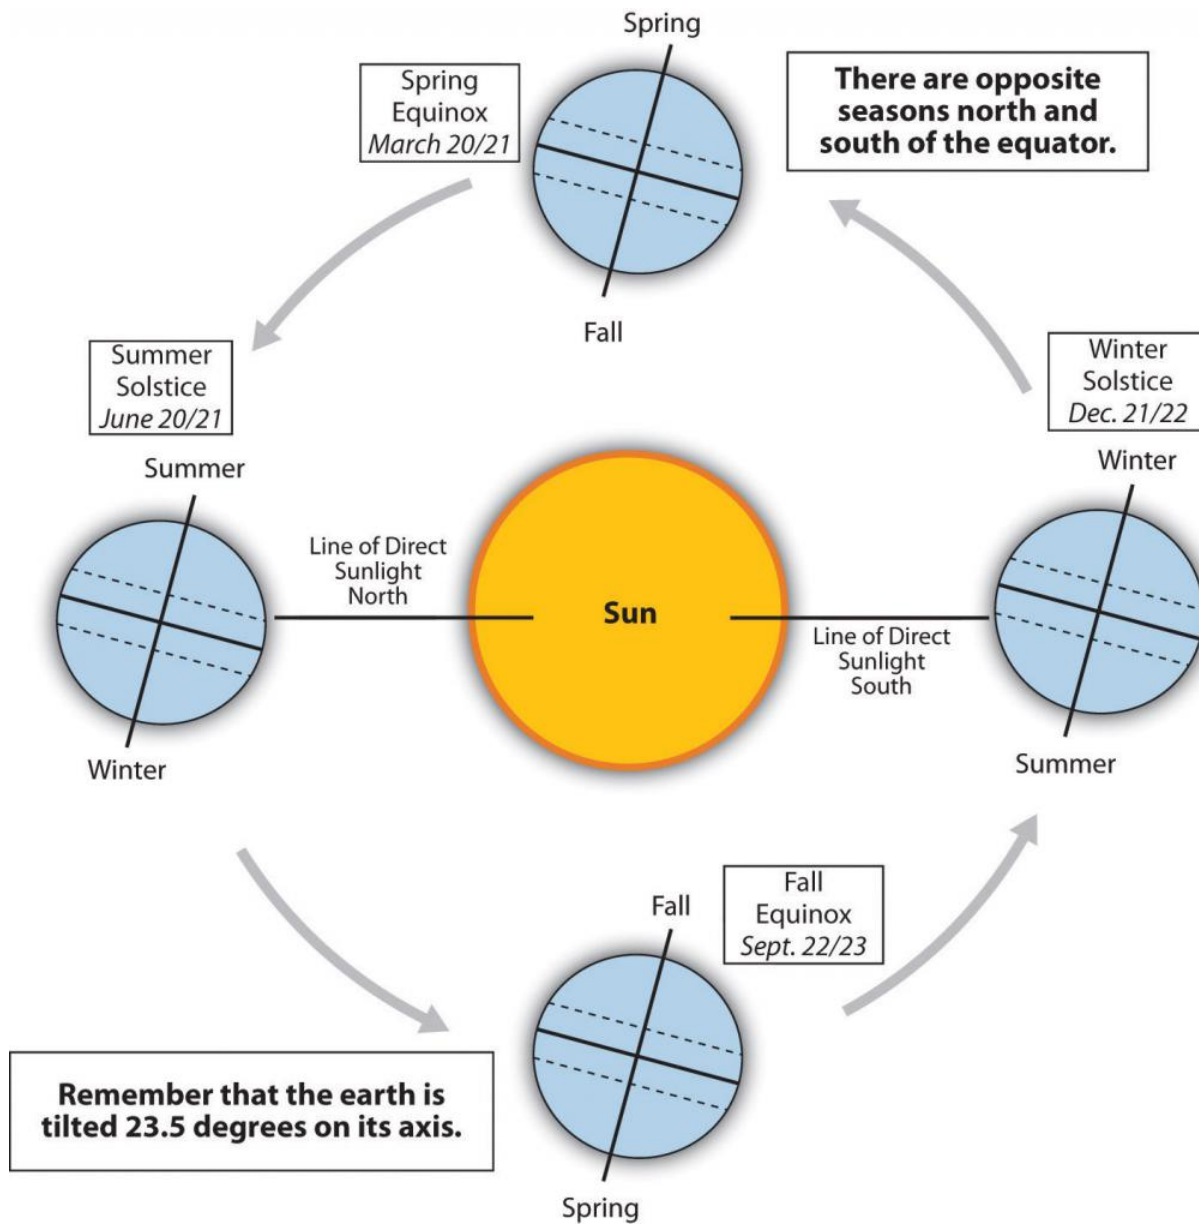 Spring
Spring
Equinox
March 20/21
There are opposite
seasons north and
south of the equator.
Fall
Summer
Solstice
June 20/21
Winter
Solstice
Dec. 21/22
Summer
Winter
Line of Direct
Sunlight
North
Sun
Line of Direct
Sunlight
South
Winter
Summer
Fall
Fall
Equinox
Sept. 22/23
Remember that the earth is
tilted 23.5 degrees on its axis.
Spring